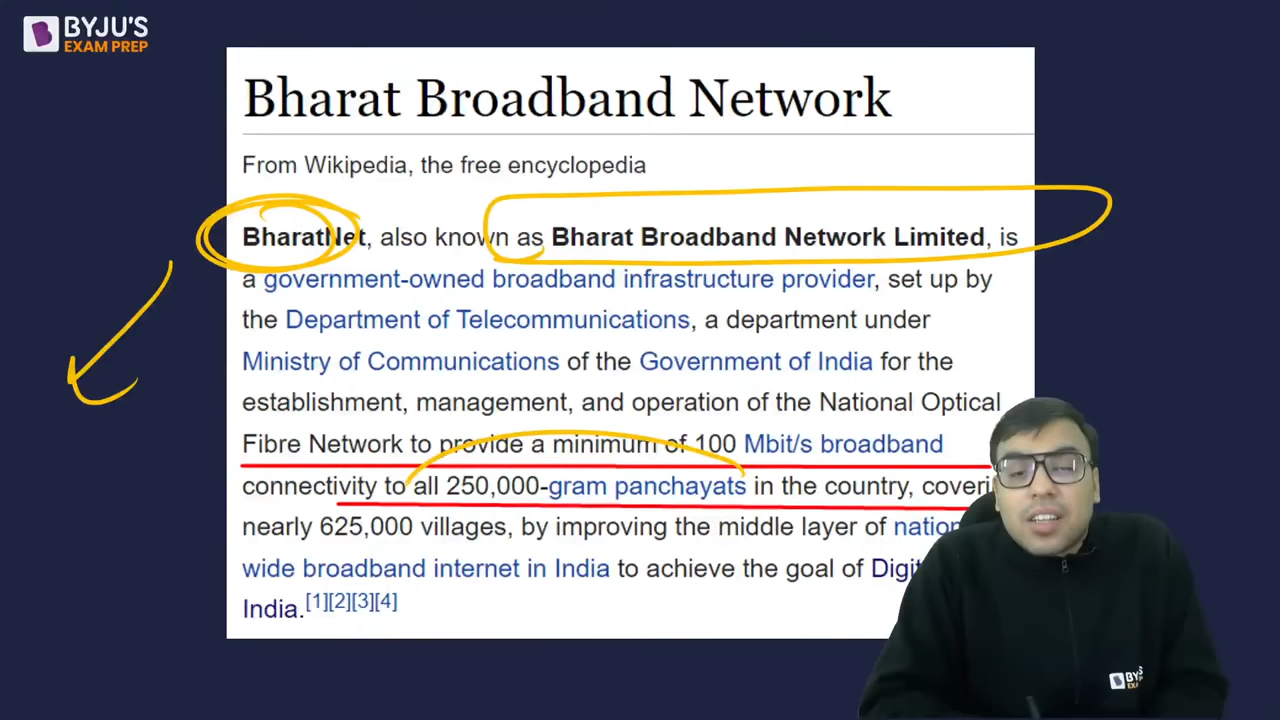 BYJU'S
EXAM PREP
Bharat Broadband Network
From Wikipedia, the free encyclopedia
BharatNet, also known as Bharat Broadband Network Limited, is
a government-owned broadband infrastructure provider, set up by
the Department of Telecommunications, a department under
Ministry of Communications of the Government of India for the
establishment, management, and operation of the National Optical
Fibre Network to provide a minimum of 100 Mbit/s broadband
connectivity to all 250,000-gram panchayats in the country,
nearly 625,000 villages, by improving the middle layer of
wide broadband internet in India to achieve the goal of
India.[1][2][3][4]